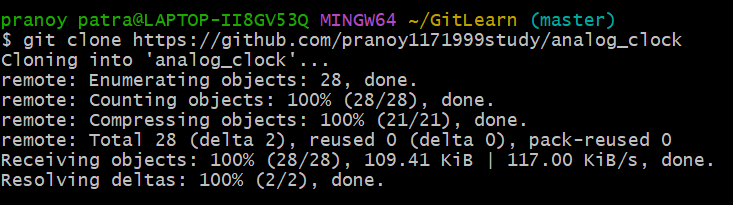 pranoy patra@LAPTOP-II8GV53Q MINGW64 ~/GitLearn (master)
$ git clone https://github.com/pranoy1171999study/analog_clock
Cloning into 'analog_clock'...
remote: Enumerating objects: 28, done.
remote: Counting objects: 100% (28/28), done.
remote: Compressing objects: 100% (21/21), done.
remote: Total 28 (delta 2), reused 0 (delta 0), pack-reused 0
Receiving objects: 100% (28/28), 109.41 KiB | 117.00 KiB/s, done.
Resolving deltas: 100% (2/2), done.